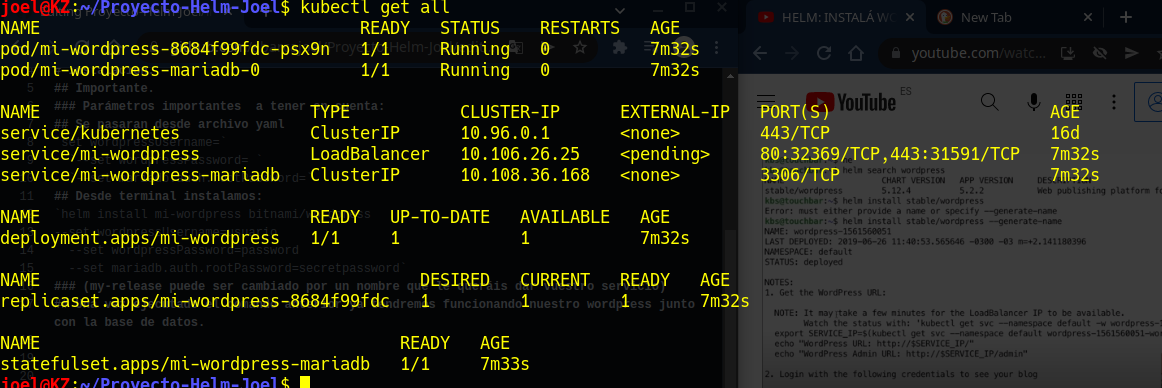 joel@KZ:~/Proyecto-Helm-Joel$ kubectl get all
NAME READY STATUS RESTARTS AGE
pod/mi-wordpress-8684f99fdc-psx9n 1/1 Running 0 7m32s
pod/mi-wordpress-mariadb-0 1/1 Running 0 7m32s
NAME TYPE CLUSTER-IP EXTERNAL-IP PORT(S) AGE
service/kubernetes ClusterIP 10.96.0.1 <none> 443/TCP 16d
service/mi-wordpress LoadBalancer 10.106.26.25 <pending> 80:32369/TCP,443:31591/TCP 7m32s
service/mi-wordpress-mariadb ClusterIP 10.108.36.168 <none> 3306/TCP 7m32s
NAME READY UP-TO-DATE AVAILABLE AGE
deployment.apps/mi-wordpress 1/1 1 1 7m32s
NAME DESIRED CURRENT READY AGE
replicaset.apps/mi-wordpress-8684f99fdc 1 1 1 7m32s
NAME READY AGE
statefulset.apps/mi-wordpress-mariadb 1/1 7m33s
joel@KZ:~/Proyecto-Helm-Joel$
## Importante.
### Parámetros importantes a tener
## Se pasaran desde archivo yaml
## Desde terminal instalamos:
`helm install mi-wordpress bitnami/
--set wordpressPassword=password
--set mariadb.auth.rootPassword=secretpassword`
### (my-release puede ser cambiado por un nombre que
funcionando nuestro wordpress junto
con la base de datos.
HELM: INSTALÁ WO
New Tab
youtube.com/watc...
YouTube ES
helm search wordpress
CHART VERSION APP VERSION
stable/wordpress 5.12.4 5.2.2 Web publishing platform fo
kbs@touchbar:~$ helm install stable/wordpress
Error: must either provide a name or specify --generate-name
kbs@touchbar:~$ helm install stable/wordpress --generate-name
NAME: wordpress-1561560051
LAST DEPLOYED: 2019-06-26 11:40:53.565646 -0300 -03 m=+2.141180396
NAMESPACE: default
STATUS: deployed
NOTES:
1. Get the WordPress URL:
NOTE: It may take a few minutes for the LoadBalancer IP to be available.
Watch the status with: 'kubectl get svc --namespace default -w wordpress-1
export SERVICE_IP=$(kubectl get svc --namespace default wordpress-1561560051-wo
echo "WordPress URL: http://$SERVICE_IP/"
echo "WordPress Admin URL: http://$SERVICE_IP/admin"
2. Login with the following credentials to see your blog